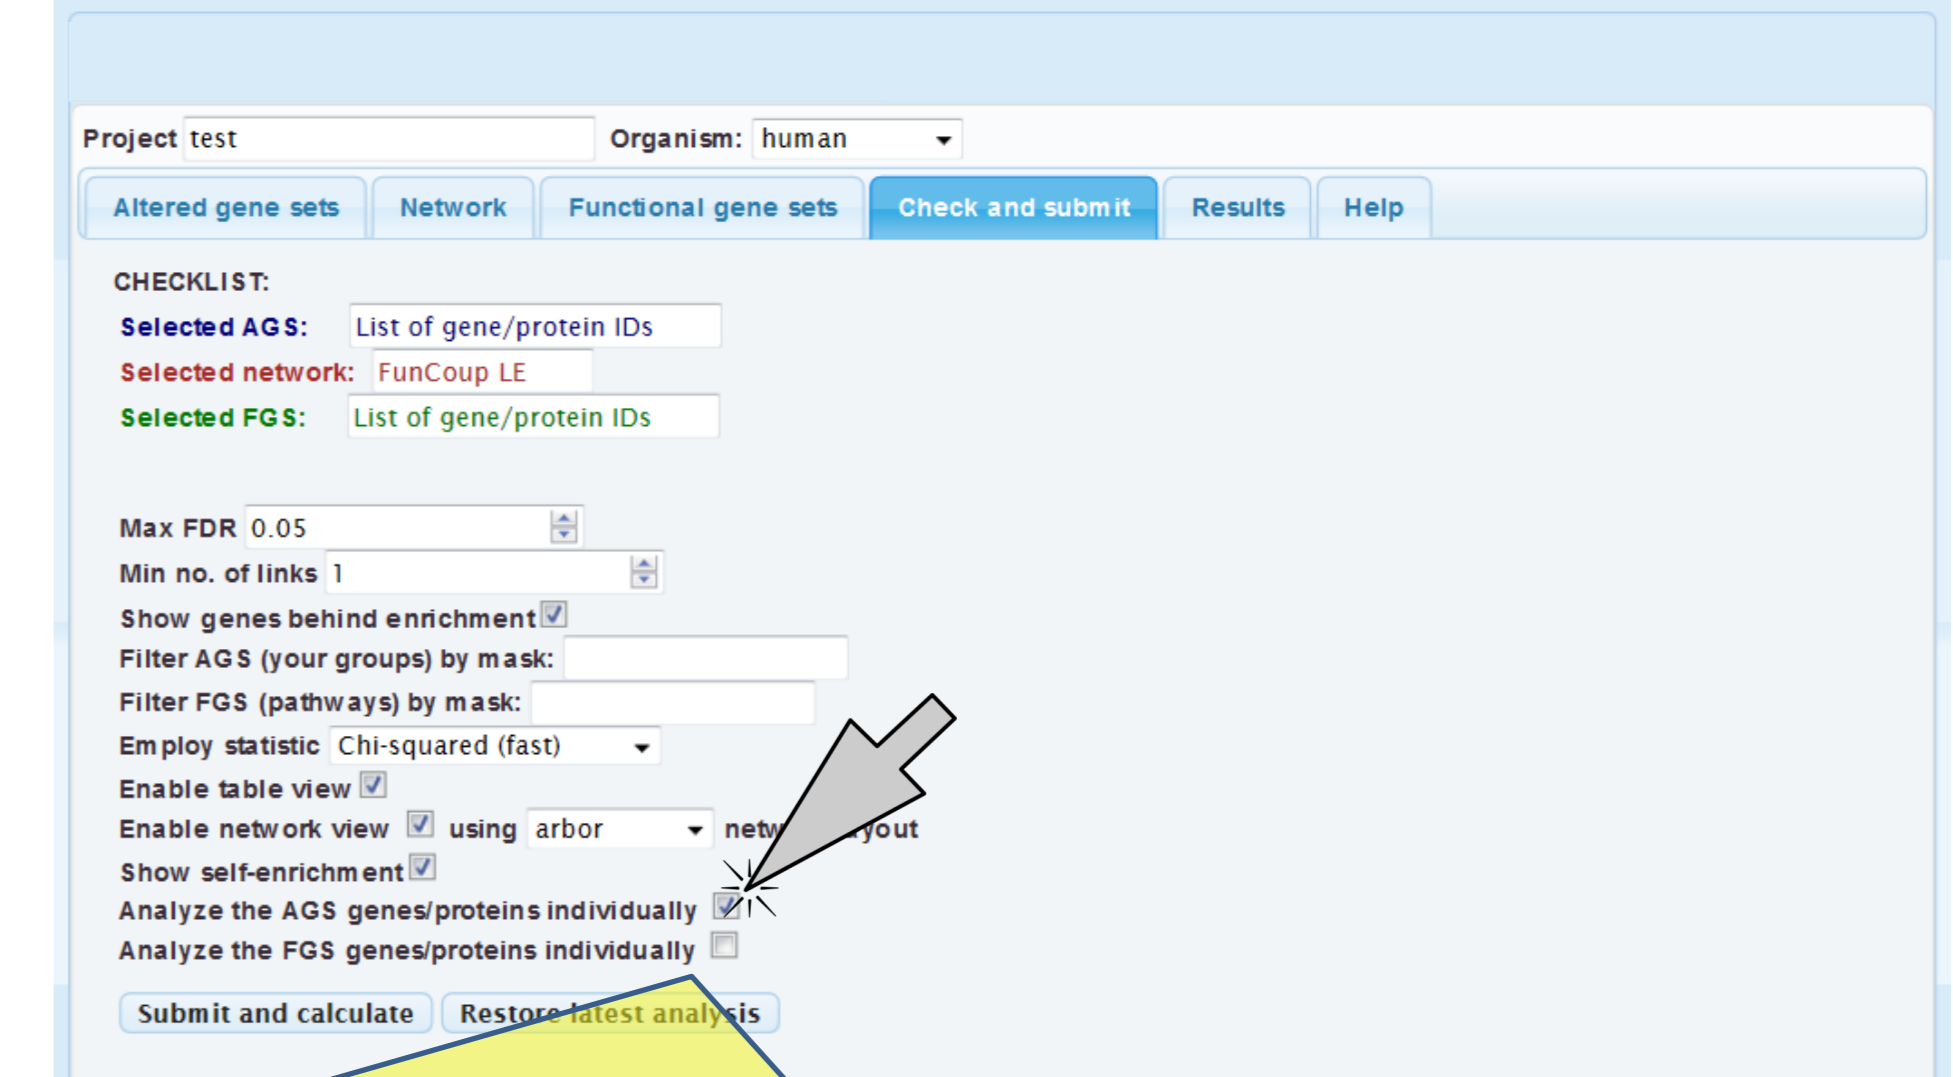 Project test Organism: human
Altered gene sets Network Functional gene sets Check and submit Results Help
CHECKLIST:
Selected AGS: List of gene/protein IDs
Selected network: FunCoup LE
Selected FGS: List of gene/protein IDs
Max FDR 0.05
Min no. of links 1
Show genes behind enrichment
Filter AGS (your groups) by mask:
Filter FGS (pathways) by mask:
Employ statistic Chi-squared (fast)
Enable table view
Enable network view using arbor
Show self-enrichment
Analyze the AGS genes/proteins individually
Analyze the FGS genes/proteins individually
Submit and calculate Restore latest analysis